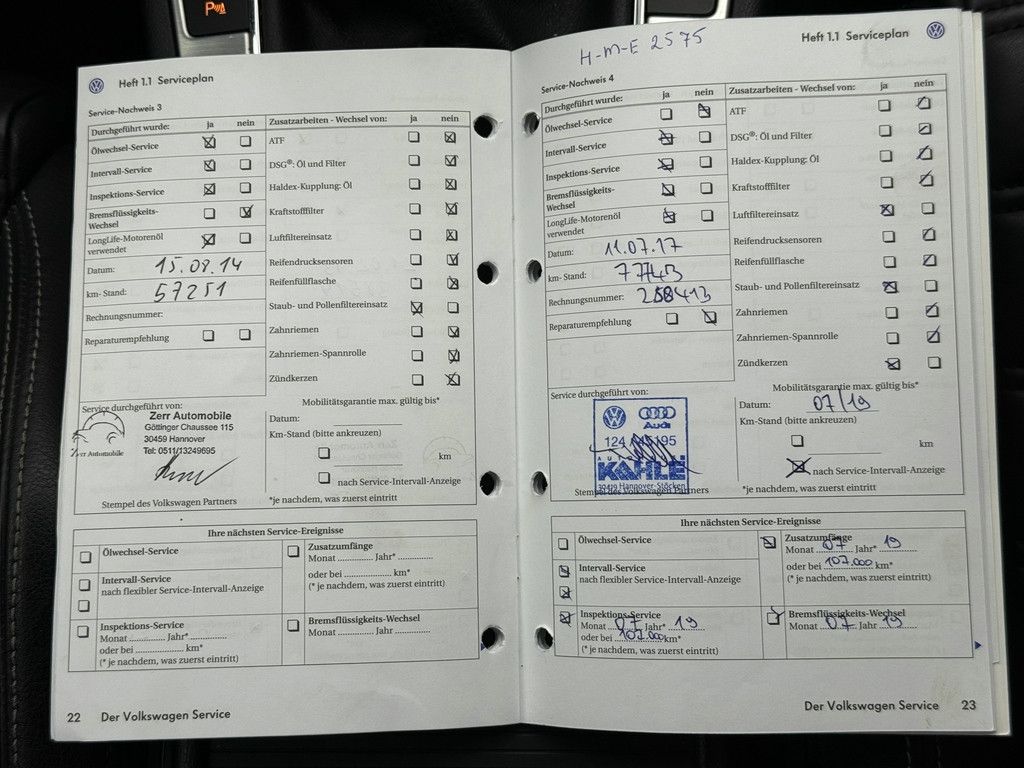 Heft 1.1 Serviceplan
Service-Nachweis 3
Durchgeführt wurde: ja nein
Ölwechsel-Service
Intervall-Service
Inspektions-Service
Bremsflüssigkeits-
Wechsel
LongLife-Motorenöl
verwendet
Datum: 15.08.14
km- Stand: 57251
Rechnungsnummer:
Reparaturempfehlung
Zusatzarbeiten - Wechsel von: ja nein
ATF
DSG®: Öl und Filter
Haldex-Kupplung: Öl
Kraftstofffilter
Luftfiltereinsatz
Reifendrucksensoren
Reifenfüllflasche
Staub- und Pollenfiltereinsatz
Zahnriemen
Zahnriemen-Spannrolle
Zündkerzen
Service durchgeführt von:
Zerr Automobile
Göttinger Chaussee 115
30459 Hannover
Tel: 0511/13249695
Zerr Automobile
Stempel des Volkswagen Partners
Mobilitätsgarantie max. gültig bis*
Datum:
Km-Stand (bitte ankreuzen)
km
nach Service-Intervall-Anzeige
*je nachdem, was zuerst eintritt
Ihre nächsten Service-Ereignisse
Ölwechsel-Service
Intervall-Service
nach flexibler Service-Intervall-Anzeige
Inspektions-Service
Monat ............ Jahr* ............
oder bei ............ km*
(* je nachdem, was zuerst eintritt)
Zusatzumfänge
Monat ............ Jahr* ............
oder bei ............ km*
(* je nachdem, was zuerst eintritt)
Bremsflüssigkeits-Wechsel
Monat ............ Jahr ............
22 Der Volkswagen Service
H-M-E 2575
Heft 1.1 Serviceplan
Service-Nachweis 4
Durchgeführt wurde: ja nein
Ölwechsel-Service
Intervall-Service
Inspektions-Service
Bremsflüssigkeits-
Wechsel
LongLife-Motorenöl
verwendet
Datum: 11.07.17
km- Stand: 7743
Rechnungsnummer:
Reparaturempfehlung
Zusatzarbeiten - Wechsel von: ja nein
ATF
DSG®: Öl und Filter
Haldex-Kupplung: Öl
Kraftstofffilter
Luftfiltereinsatz
Reifendrucksensoren
Reifenfüllflasche
Staub- und Pollenfiltereinsatz
Zahnriemen
Zahnriemen-Spannrolle
Zündkerzen
Service durchgeführt von:
Audi
KAHLE
30419 Hannover-Stöcken
Stempel des Volkswagen Partners
Mobilitätsgarantie max. gültig bis*
Datum: 07/19
Km-Stand (bitte ankreuzen)
km
nach Service-Intervall-Anzeige
*je nachdem, was zuerst eintritt
Ihre nächsten Service-Ereignisse
Ölwechsel-Service
Intervall-Service
nach flexibler Service-Intervall-Anzeige
Inspektions-Service
Monat 07 Jahr* 19
oder bei 107.000 km*
(* je nachdem, was zuerst eintritt)
Zusatzumfänge
Monat 07 Jahr* 19
oder bei 107.000 km*
(* je nachdem, was zuerst eintritt)
Bremsflüssigkeits-Wechsel
Monat 07 Jahr 19
Der Volkswagen Service 23